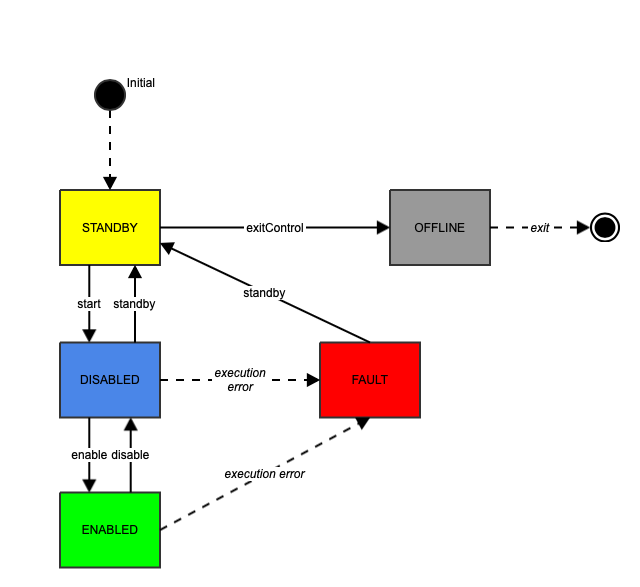 Initial
STANDBY
exitControl
OFFLINE
exit
start
standby
standby
DISABLED
execution
error
FAULT
enable
disable
execution error
ENABLED